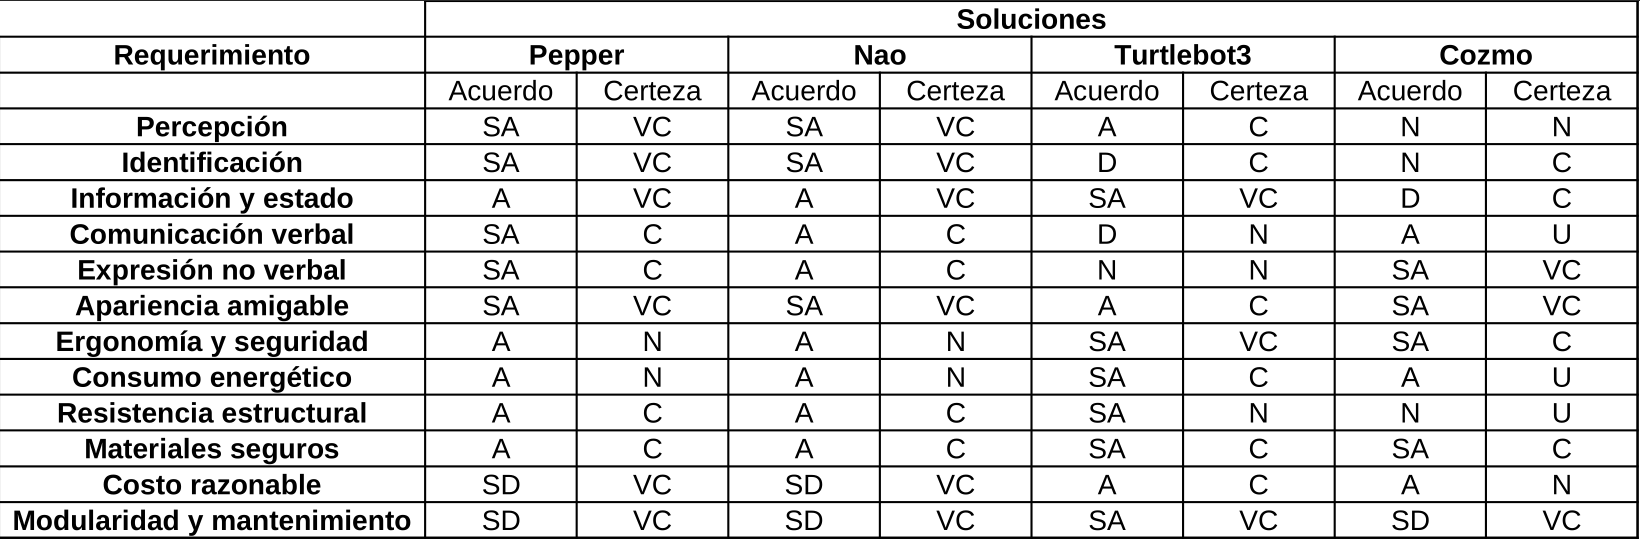 Soluciones
Requerimiento Pepper Nao Turtlebot3 Cozmo
Acuerdo Certeza Acuerdo Certeza Acuerdo Certeza Acuerdo Certeza
Percepción SA VC SA VC A C N N
Identificación SA VC SA VC D C N C
Información y estado A VC A VC SA VC D C
Comunicación verbal SA C A C D N A U
Expresión no verbal SA C A C N N SA VC
Apariencia amigable SA VC SA VC A C SA VC
Ergonomía y seguridad A N A N SA VC SA C
Consumo energético A N A N SA C A U
Resistencia estructural A C A C SA N N U
Materiales seguros A C A C SA C SA C
Costo razonable SD VC SD VC A C A N
Modularidad y mantenimiento SD VC SD VC SA VC SD VC